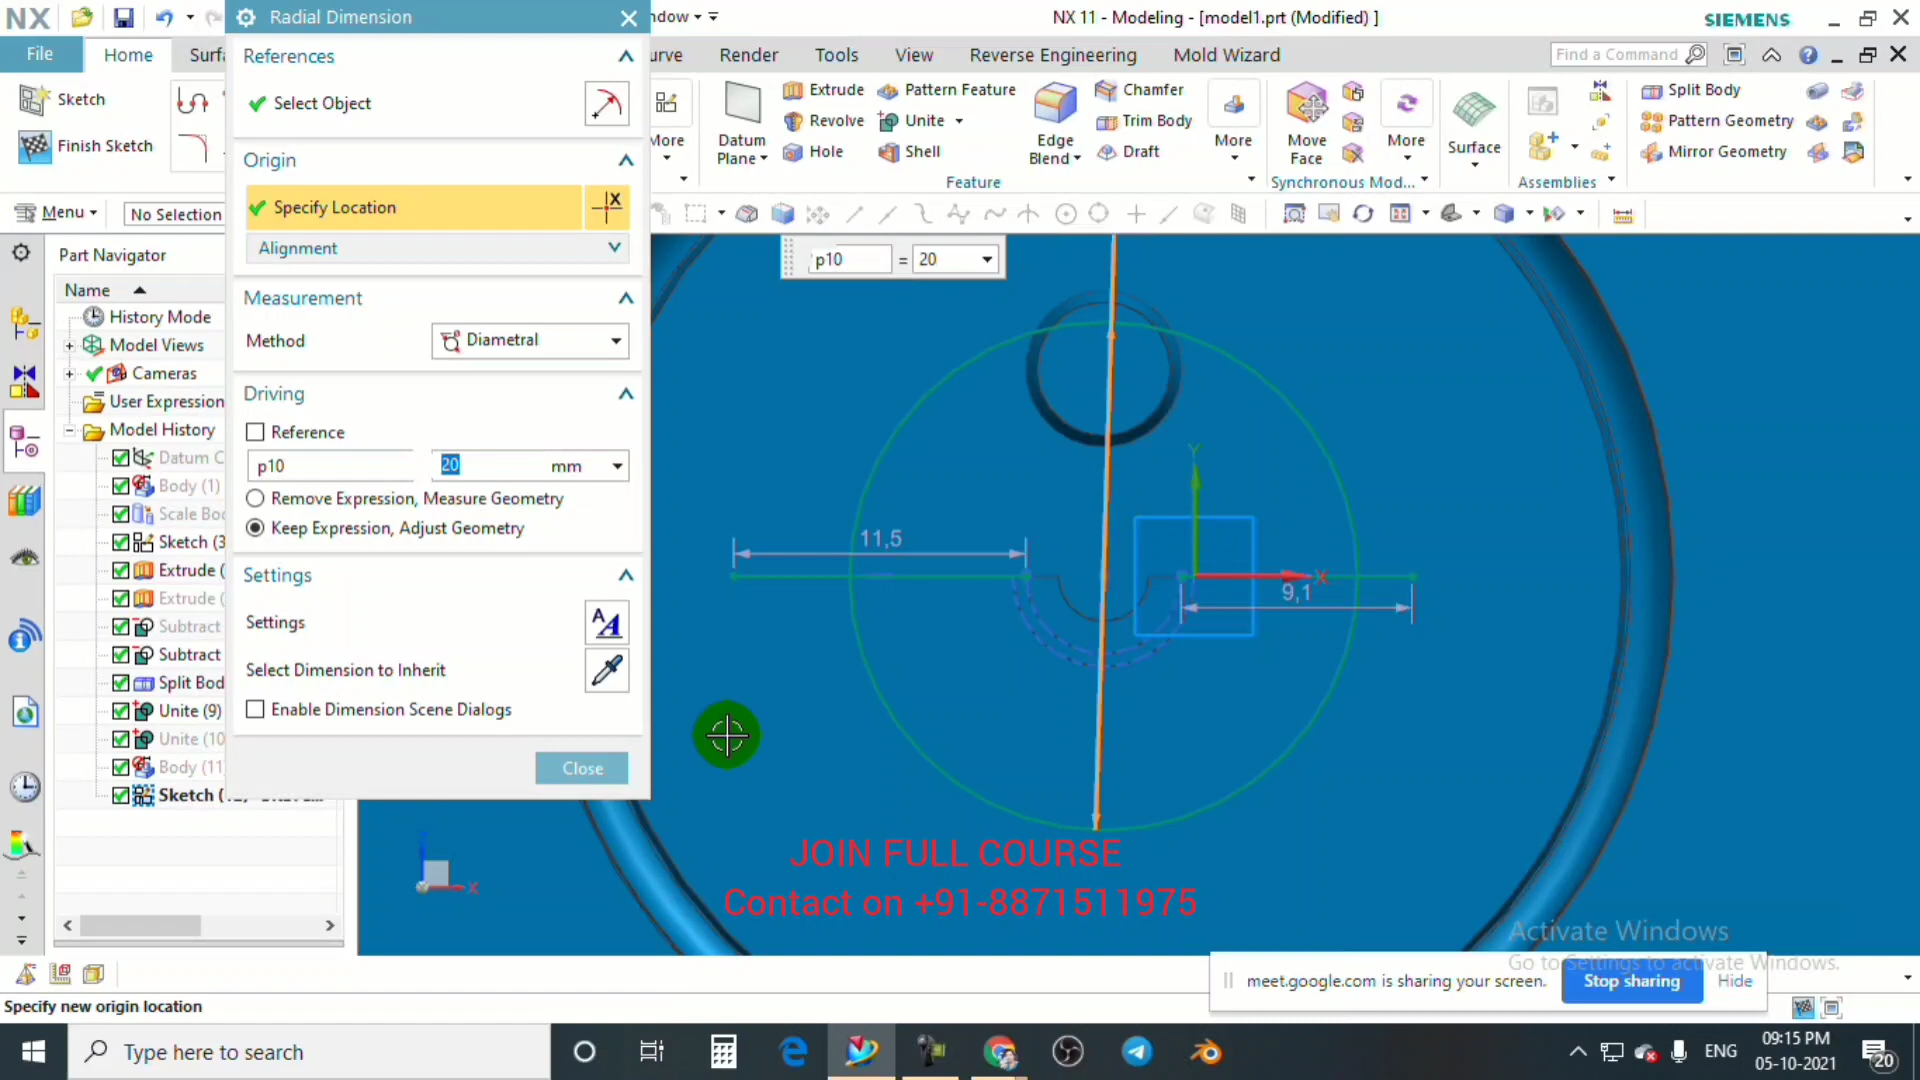 NX
Radial Dimension
ndow
NX 11 - Modeling - [model1.prt (Modified) ]
SIEMENS
File
Home
Surf
urve
Render
Tools
View
Reverse Engineering
Mold Wizard
Find a Command
Sketch
Finish Sketch
References
Select Object
Origin
Specify Location
Alignment
Measurement
Method
Diametral
Driving
Reference
p10
20
mm
Remove Expression, Measure Geometry
Keep Expression, Adjust Geometry
Settings
Settings
Select Dimension to Inherit
Enable Dimension Scene Dialogs
Close
More
Datum
Plane
Extrude
Revolve
Hole
Pattern Feature
Unite
Shell
Edge
Blend
Chamfer
Trim Body
Draft
More
Feature
Move
Face
More
Synchronous Mod...
Surface
Assemblies
Split Body
Pattern Geometry
Mirror Geometry
Menu
No Selection
Part Navigator
Name
History Mode
Model Views
Cameras
User Expression
Model History
Datum C
Body (1)
Scale Boo
Sketch (3
Extrude (
Extrude (
Subtract
Subtract
Split Bod
Unite (9)
Unite (10
Body (11
Sketch (
p10 = 20
11,5
9,1
Y
X
X
JOIN FULL COURSE
Contact on +91-8871511975
Activate Windows
Go to Settings to activate Windows.
meet.google.com is sharing your screen.
Stop sharing
Hide
Specify new origin location
Type here to search
ENG
09:15 PM
05-10-2021
20